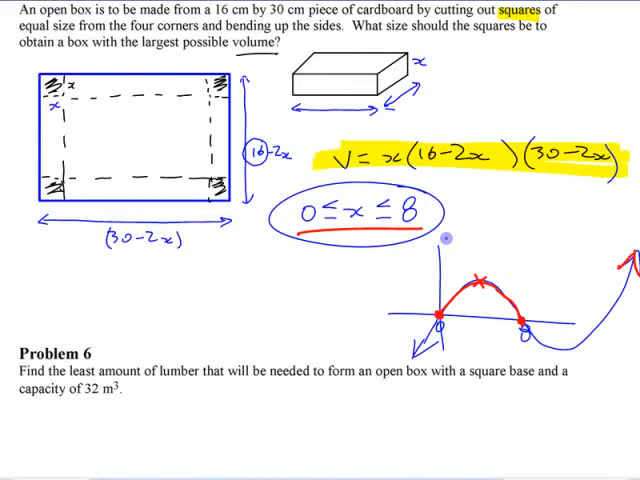 An open box is to be made from a 16 cm by 30 cm piece of cardboard by cutting out squares of
equal size from the four corners and bending up the sides. What size should the squares be to
obtain a box with the largest possible volume?
x
x
x
16-2x
V = x(16-2x)(30-2x)
0 ≤ x ≤ 8
(30-2x)
0
8
Problem 6
Find the least amount of lumber that will be needed to form an open box with a square base and a
capacity of 32 m³.